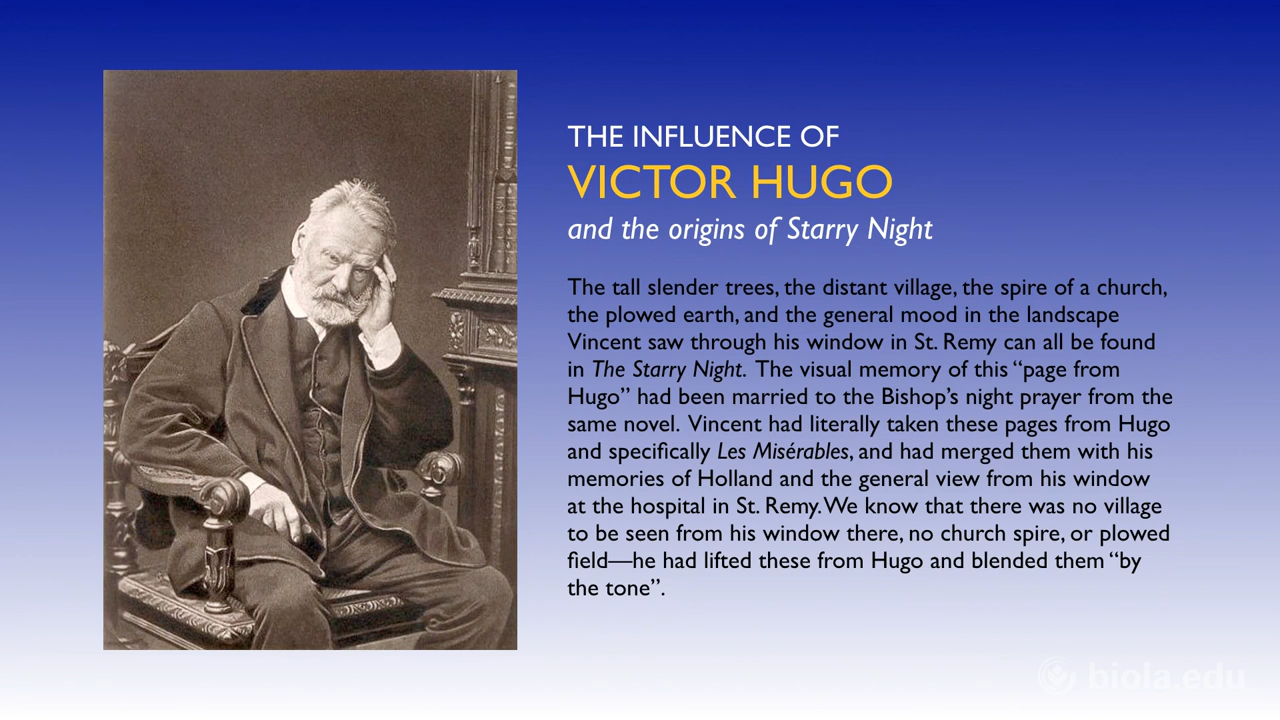 THE INFLUENCE OF
VICTOR HUGO
and the origins of Starry Night
The tall slender trees, the distant village, the spire of a church,
the plowed earth, and the general mood in the landscape
Vincent saw through his window in St. Remy can all be found
in The Starry Night. The visual memory of this “page from
Hugo” had been married to the Bishop’s night prayer from the
same novel. Vincent had literally taken these pages from Hugo
and specifically Les Misérables, and had merged them with his
memories of Holland and the general view from his window
at the hospital in St. Remy. We know that there was no village
to be seen from his window there, no church spire, or plowed
field—he had lifted these from Hugo and blended them “by
the tone”.
biola.edu